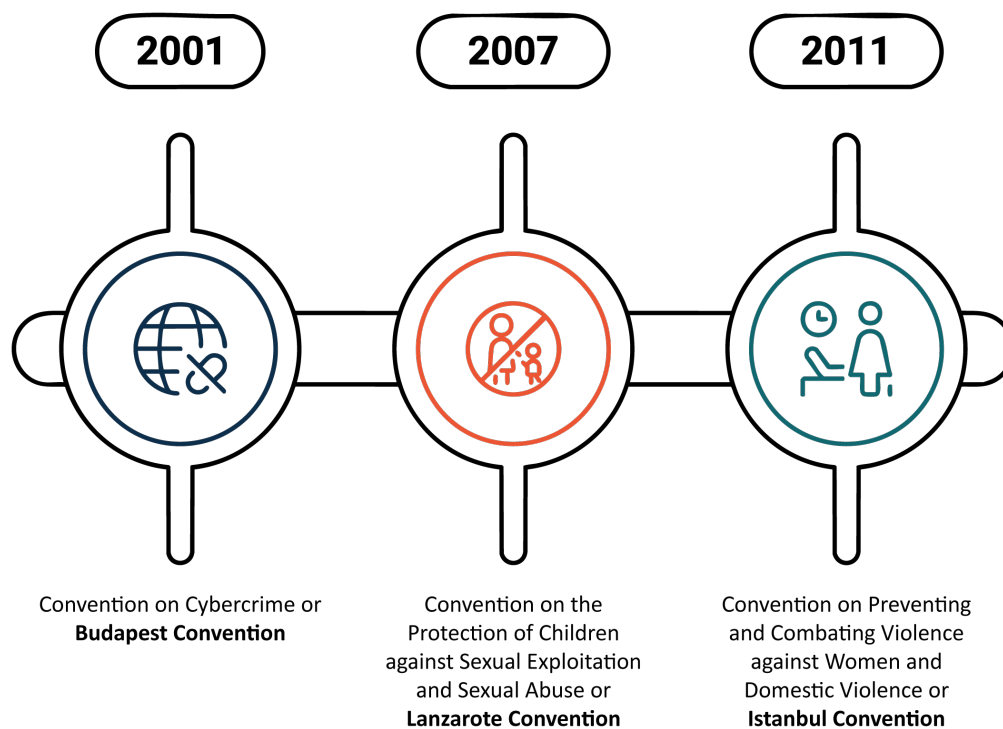 2001
2007
2011
Convention on Cybercrime or
Budapest Convention
Convention on the
Protection of Children
against Sexual Exploitation
and Sexual Abuse or
Lanzarote Convention
Convention on Preventing
and Combating Violence
against Women and
Domestic Violence or
Istanbul Convention